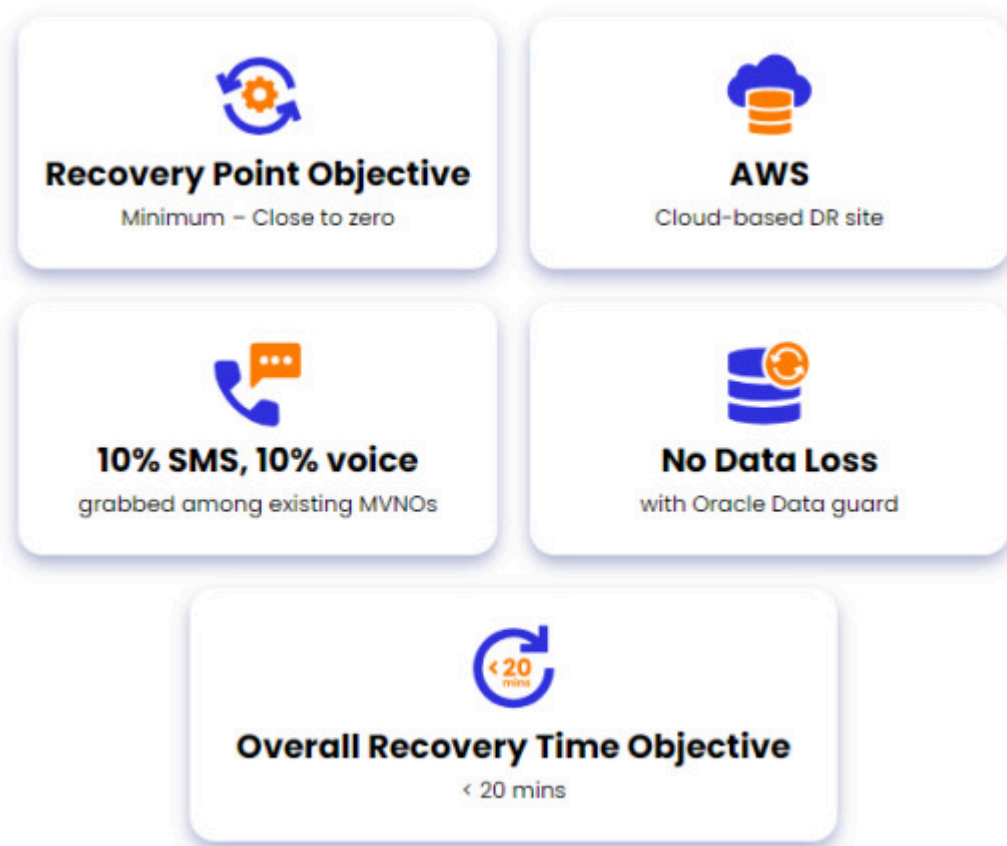 Recovery Point Objective
Minimum – Close to zero
AWS
Cloud-based DR site
10% SMS, 10% voice
grabbed among existing MVNOs
No Data Loss
with Oracle Data guard
< 20
mins
Overall Recovery Time Objective
< 20 mins